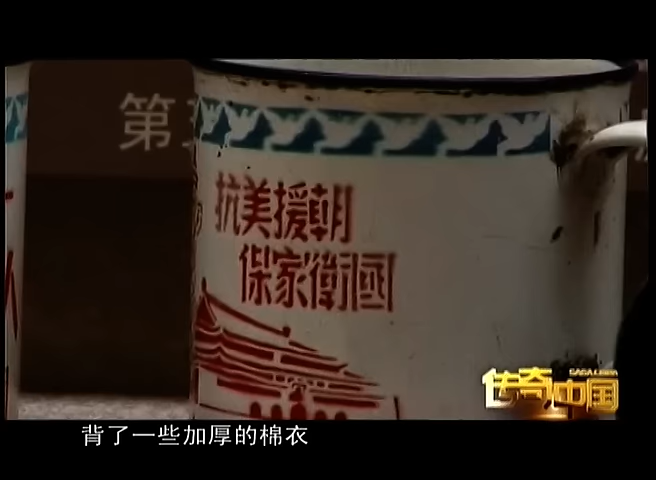 第
抗美援朝
保家衛國
传奇中国
背了一些加厚的棉衣